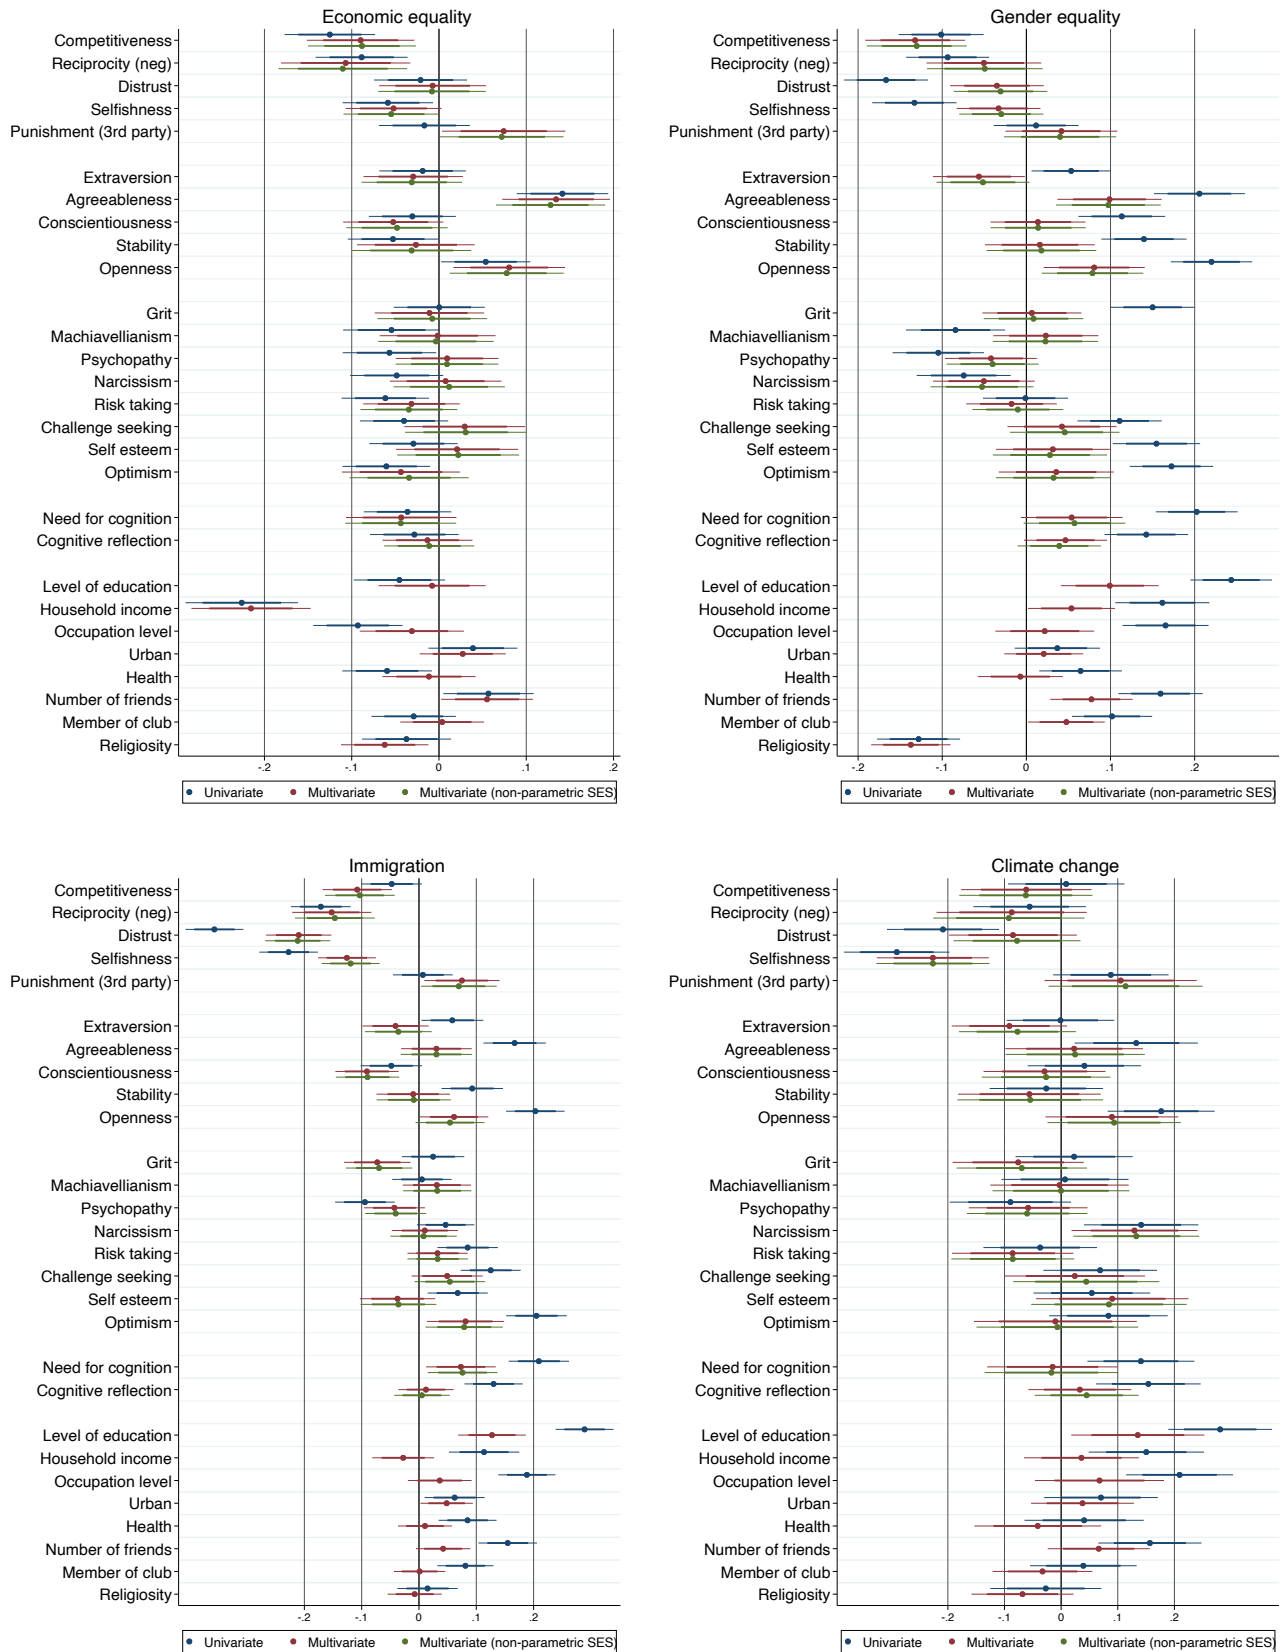 Economic equality
Competitiveness
Reciprocity (neg)
Distrust
Selfishness
Punishment (3rd party)
Extraversion
Agreeableness
Conscientiousness
Stability
Openness
Grit
Machiavellianism
Psychopathy
Narcissism
Risk taking
Challenge seeking
Self esteem
Optimism
Need for cognition
Cognitive reflection
Level of education
Household income
Occupation level
Urban
Health
Number of friends
Member of club
Religiosity
-.2 -.1 0 .1 .2
Univariate Multivariate Multivariate (non-parametric SES)
Gender equality
Competitiveness
Reciprocity (neg)
Distrust
Selfishness
Punishment (3rd party)
Extraversion
Agreeableness
Conscientiousness
Stability
Openness
Grit
Machiavellianism
Psychopathy
Narcissism
Risk taking
Challenge seeking
Self esteem
Optimism
Need for cognition
Cognitive reflection
Level of education
Household income
Occupation level
Urban
Health
Number of friends
Member of club
Religiosity
-.2 -.1 0 .1 .2
Univariate Multivariate Multivariate (non-parametric SES)
Immigration
Competitiveness
Reciprocity (neg)
Distrust
Selfishness
Punishment (3rd party)
Extraversion
Agreeableness
Conscientiousness
Stability
Openness
Grit
Machiavellianism
Psychopathy
Narcissism
Risk taking
Challenge seeking
Self esteem
Optimism
Need for cognition
Cognitive reflection
Level of education
Household income
Occupation level
Urban
Health
Number of friends
Member of club
Religiosity
-.2 -.1 0 .1 .2
Univariate Multivariate Multivariate (non-parametric SES)
Climate change
Competitiveness
Reciprocity (neg)
Distrust
Selfishness
Punishment (3rd party)
Extraversion
Agreeableness
Conscientiousness
Stability
Openness
Grit
Machiavellianism
Psychopathy
Narcissism
Risk taking
Challenge seeking
Self esteem
Optimism
Need for cognition
Cognitive reflection
Level of education
Household income
Occupation level
Urban
Health
Number of friends
Member of club
Religiosity
-.2 -.1 0 .1 .2
Univariate Multivariate Multivariate (non-parametric SES)